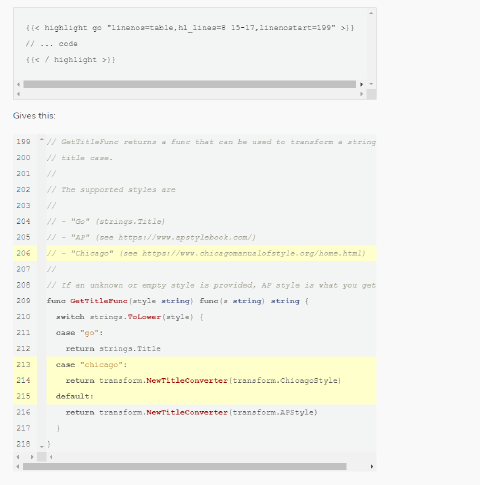 {{< highlight go "linenos=table,hl_lines=8 15-17,linenostart=199" >}}
// ... code
{{< / highlight >}}
Gives this:
199 // GetTitleFunc returns a func that can be used to transform a string
200 // title case.
201 //
202 // The supported styles are
203 //
204 // - "Go" (strings.Title)
205 // - "AP" (see https://www.apstylebook.com/)
206 // - "Chicago" (see https://www.chicagomanualofstyle.org/home.html)
207 //
208 // If an unknown or empty style is provided, AP style is what you get
209 func GetTitleFunc(style string) func(s string) string {
210 switch strings.ToLower(style) {
211 case "go":
212 return strings.Title
213 case "chicago":
214 return transform.NewTitleConverter(transform.ChicagoStyle)
215 default:
216 return transform.NewTitleConverter(transform.APStyle)
217 }
218 }